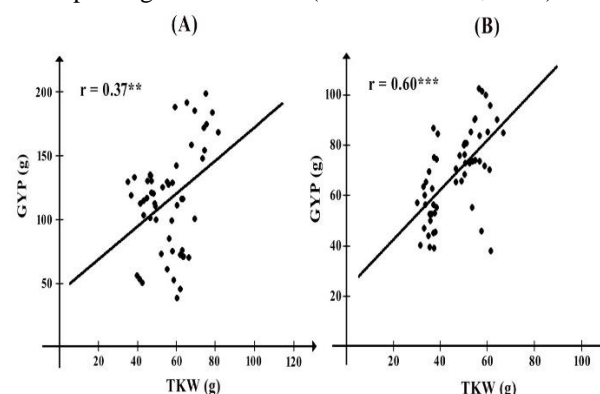 (A)
r = 0.37**
GYP (g)
200
150
100
50
20 40 60 80 100 120
TKW (g)
(B)
r = 0.60***
GYP (g)
100
80
60
40
20
20 40 60 80 100
TKW (g)